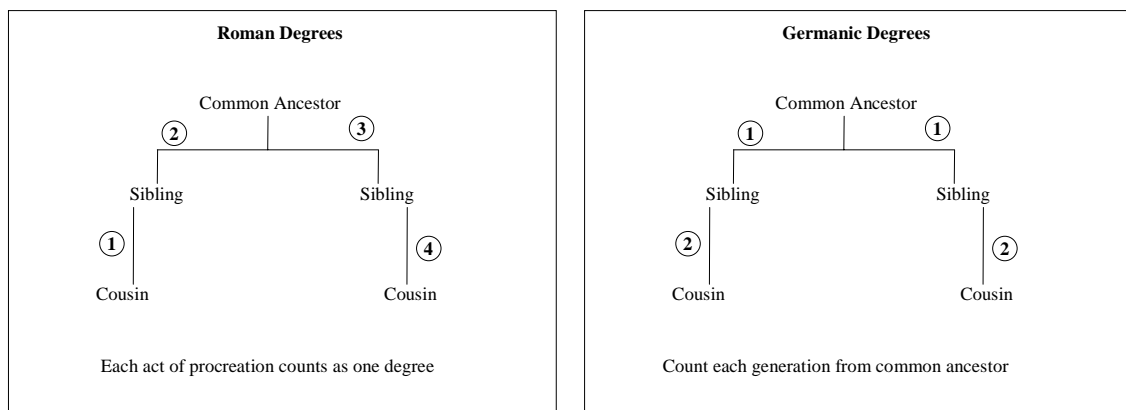 Roman Degrees
Common Ancestor
2
3
Sibling
Sibling
1
4
Cousin
Cousin
Each act of procreation counts as one degree
Germanic Degrees
Common Ancestor
1
1
Sibling
Sibling
2
2
Cousin
Cousin
Count each generation from common ancestor